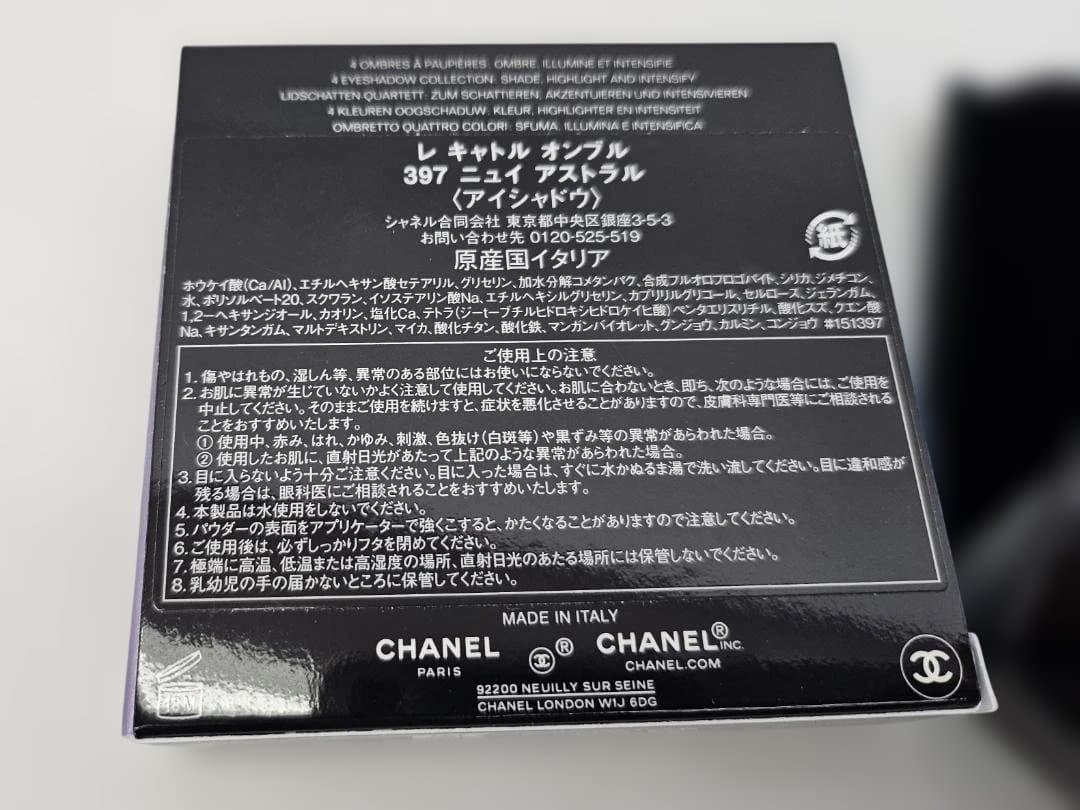 4 OMBRES À PAUPIÈRES: OMBRE, ILLUMINE ET INTENSIFIE
4 EYESHADOW COLLECTION: SHADE, HIGHLIGHT AND INTENSIFY
LIDSCHATTEN-QUARTETT: ZUM SCHATTIEREN, AKZENTUIEREN UND INTENSIVIEREN
4 KLEUREN OOGSCHADUW: KLEUR, HIGHLIGHTER EN INTENSITEIT
OMBRETTO QUATTRO COLORI: SFUMA, ILLUMINA E INTENSIFICA
レ キャトル オンブル
397 ニュイ アストラル
〈アイシャドウ〉
シャネル合同会社 東京都中央区銀座3-5-3
お問い合わせ先 0120-525-519
紙
原産国イタリア
ホウケイ酸(Ca/Al)、エチルヘキサン酸セテアリル、グリセリン、加水分解コメタンパク、合成フルオロフロゴパイト、シリカ、ジメチコン、
水、ポリソルベート20、スクワラン、イソステアリン酸Na、エチルヘキシルグリセリン、カプリリルグリコール、セルロース、ジェランガム、
1,2-ヘキサンジオール、カオリン、塩化Ca、テトラ(ジ-t-ブチルヒドロキシヒドロケイヒ酸)ペンタエリスリチル、酸化スズ、クエン酸
Na、キサンタンガム、マルトデキストリン、マイカ、酸化チタン、酸化鉄、マンガンバイオレット、グンジョウ、カルミン、コンジョウ #151397
ご使用上の注意
1. 傷やはれもの、湿しん等、異常のある部位にはお使いにならないでください。
2. お肌に異常が生じていないかよく注意して使用してください。お肌に合わないとき、即ち、次のような場合には、ご使用を
中止してください。そのままご使用を続けますと、症状を悪化させることがありますので、皮膚科専門医等にご相談される
ことをおすすめいたします。
① 使用中、赤み、はれ、かゆみ、刺激、色抜け(白斑等)や黒ずみ等の異常があらわれた場合。
② 使用したお肌に、直射日光があたって上記のような異常があらわれた場合。
3. 目に入らないよう十分ご注意ください。目に入った場合は、すぐに水かぬるま湯で洗い流してください。目に違和感が
残る場合は、眼科医にご相談されることをおすすめいたします。
4. 本製品は水使用をしないでください。
5. パウダーの表面をアプリケーターで強くこすると、かたくなることがありますので注意してください。
6. ご使用後は、必ずしっかりフタを閉めてください。
7. 極端に高温、低温または高湿度の場所、直射日光のあたる場所には保管しないでください。
8. 乳幼児の手の届かないところに保管してください。
MADE IN ITALY
CHANEL ® CHANEL® INC.
PARIS CHANEL.COM
92200 NEUILLY SUR SEINE
CHANEL LONDON W1J 6DG
18 M